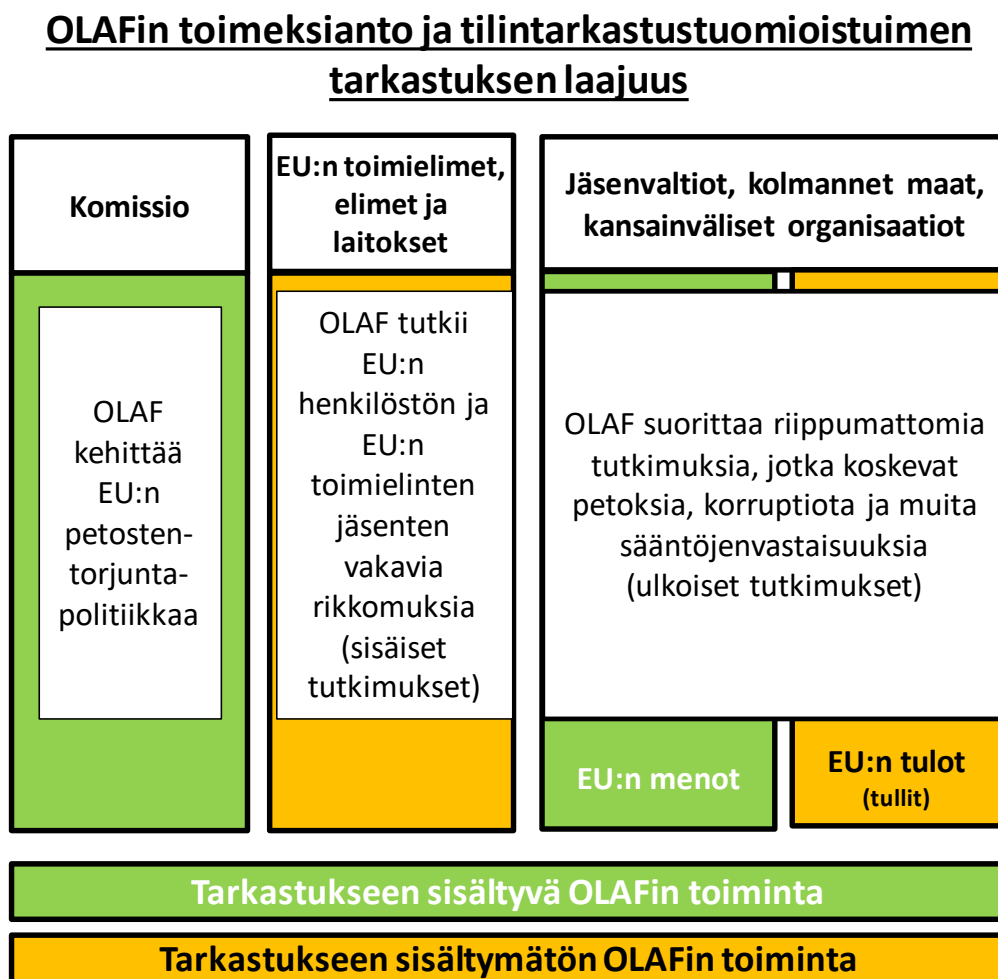 OLAFin toimeksianto ja tilintarkastustuomioistuimen
tarkastuksen laajuus
Komissio
EU:n toimielimet,
elimet ja
laitokset
Jäsenvaltiot, kolmannet maat,
kansainväliset organisaatiot
OLAF
kehittää
EU:n
petosten-
torjunta-
politiikkaa
OLAF tutkii
EU:n
henkilöstön ja
EU:n
toimielinten
jäsenten
vakavia
rikkomuksia
(sisäiset
tutkimukset)
OLAF suorittaa riippumattomia
tutkimuksia, jotka koskevat
petoksia, korruptiota ja muita
sääntöjenvastaisuuksia
(ulkoiset tutkimukset)
EU:n menot
EU:n tulot
(tullit)
Tarkastukseen sisältyvä OLAFin toiminta
Tarkastukseen sisältymätön OLAFin toiminta